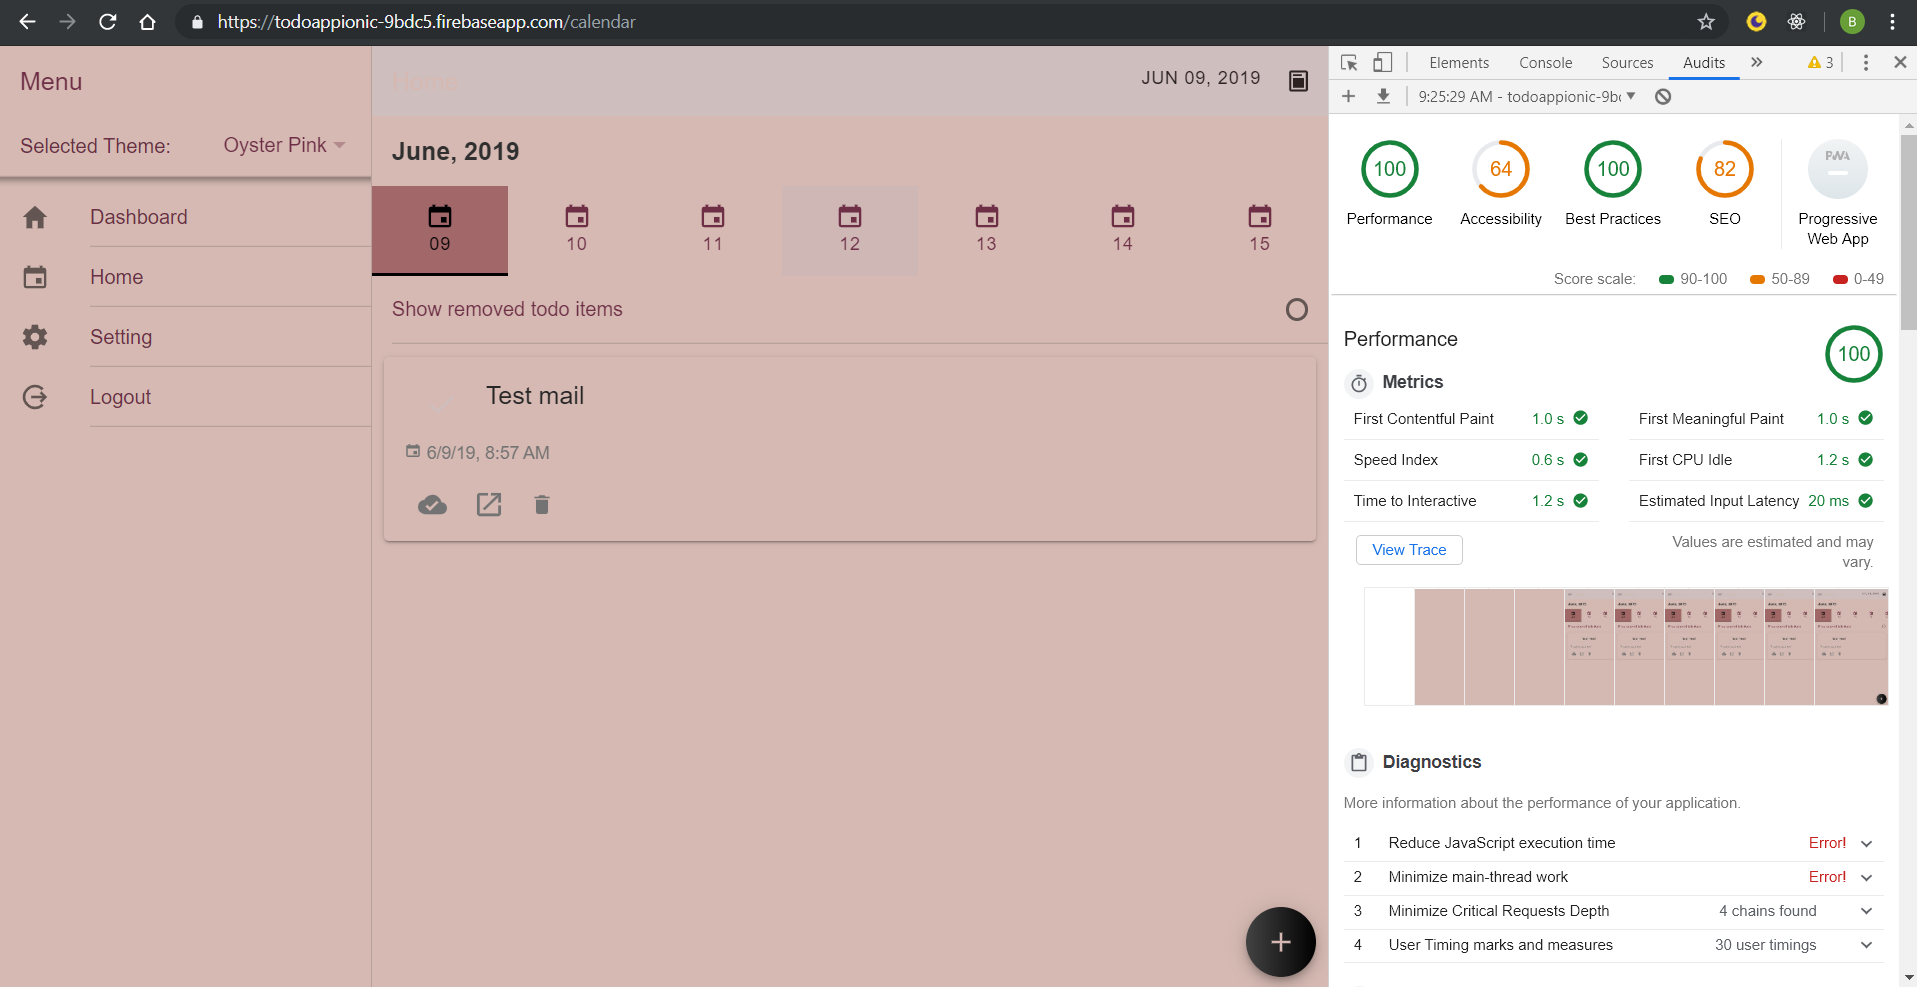 https://todoappionic-9bdc5.firebaseapp.com/calendar
B
Menu
Selected Theme: Oyster Pink
Dashboard
Home
Setting
Logout
Home
JUN 09, 2019
June, 2019
09 10 11 12 13 14 15
Show removed todo items
Test mail
6/9/19, 8:57 AM
Elements Console Sources Audits 3
9:25:29 AM - todoappionic-9b
100 64 100 82 PWA
Performance Accessibility Best Practices SEO Progressive
Web App
Score scale: 90-100 50-89 0-49
Performance 100
Metrics
First Contentful Paint 1.0 s First Meaningful Paint 1.0 s
Speed Index 0.6 s First CPU Idle 1.2 s
Time to Interactive 1.2 s Estimated Input Latency 20 ms
View Trace
Values are estimated and may
vary.
Diagnostics
More information about the performance of your application.
1 Reduce JavaScript execution time Error!
2 Minimize main-thread work Error!
3 Minimize Critical Requests Depth 4 chains found
4 User Timing marks and measures 30 user timings